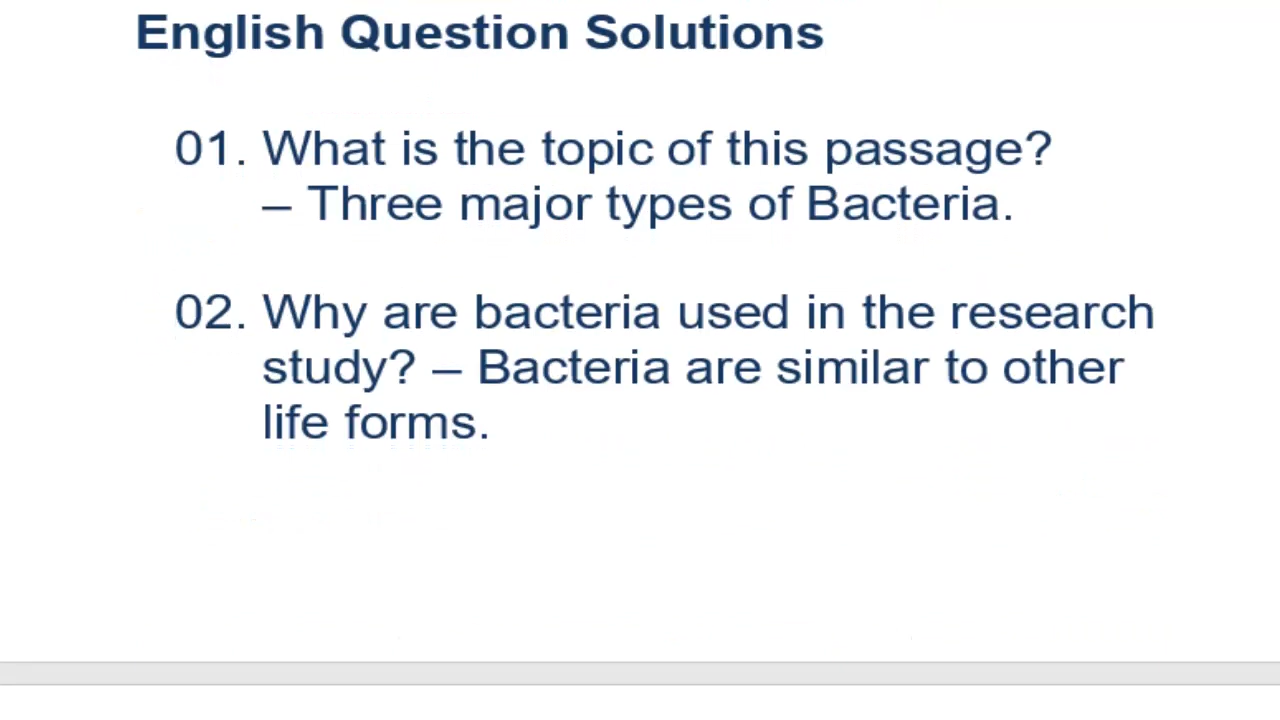 English Question Solutions
01. What is the topic of this passage?
– Three major types of Bacteria.
02. Why are bacteria used in the research
study? – Bacteria are similar to other
life forms.